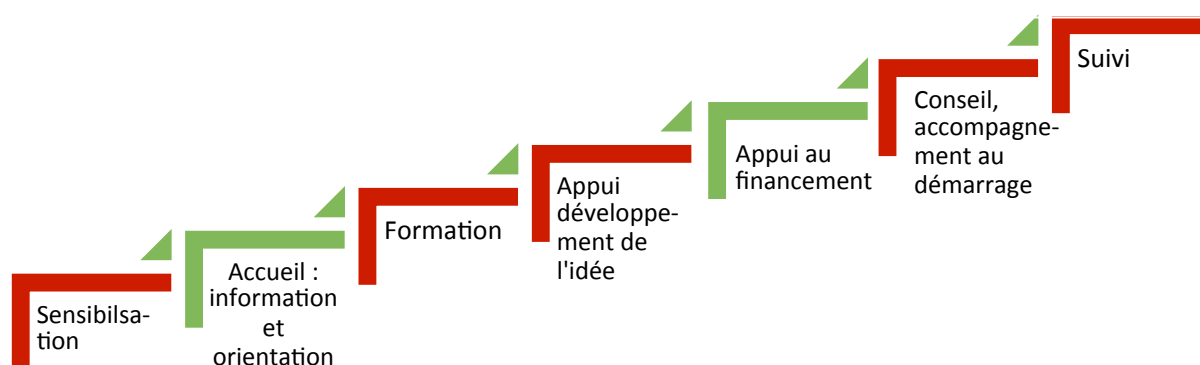 Sensibilsa-
tion
Accueil :
information
et
orientation
Formation
Appui
développe-
ment de
l'idée
Appui au
financement
Conseil,
accompagne-
ment au
démarrage
Suivi